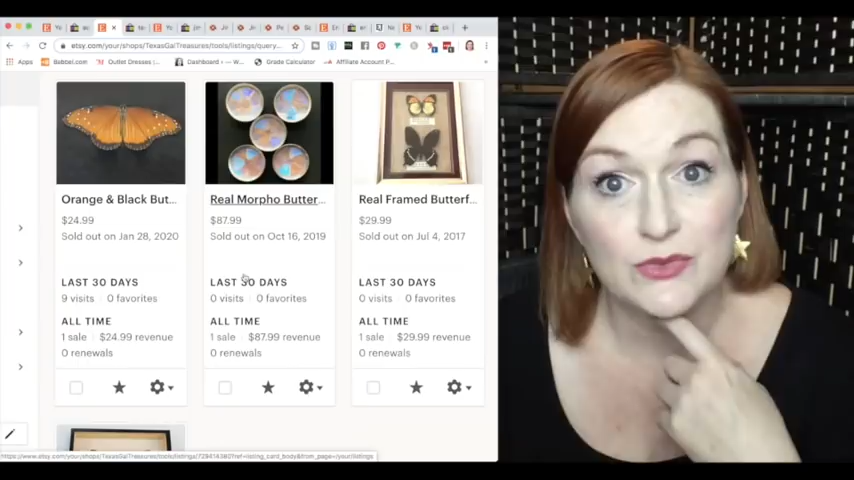 etsy.com/your/shops/TexasGalTreasures/tools/listings/query...
Apps
Babbel.com
Outlet Dresses |...
Dashboard ‹ — W...
Grade Calculator
Affiliate Account P...
Orange & Black But...
$24.99
Sold out on Jan 28, 2020
LAST 30 DAYS
9 visits | 0 favorites
ALL TIME
1 sale | $24.99 revenue
0 renewals
Real Morpho Butter...
$87.99
Sold out on Oct 16, 2019
LAST 30 DAYS
0 visits | 0 favorites
ALL TIME
1 sale | $87.99 revenue
0 renewals
Real Framed Butterf...
$29.99
Sold out on Jul 4, 2017
LAST 30 DAYS
0 visits | 0 favorites
ALL TIME
1 sale | $29.99 revenue
0 renewals